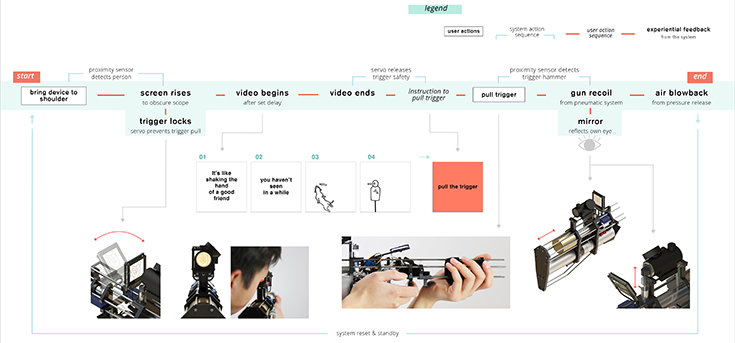 legend
user actions
system action
sequence
user action
sequence
experiential feedback
from the system
proximity sensor
detects person
servo releases
trigger safety
proximity sensor detects
trigger hammer
start
end
bring device to
shoulder
screen rises
to obscure scope
trigger locks
servo prevents trigger pull
video begins
after set delay
video ends
Instruction to
pull trigger
pull trigger
gun recoil
from pneumatic system
mirror
reflects own eye
air blowback
from pressure release
01
It's like
shaking the
hand
of a good
friend
02
you haven't
seen
in a while
03
04
pull the trigger
system reset & standby